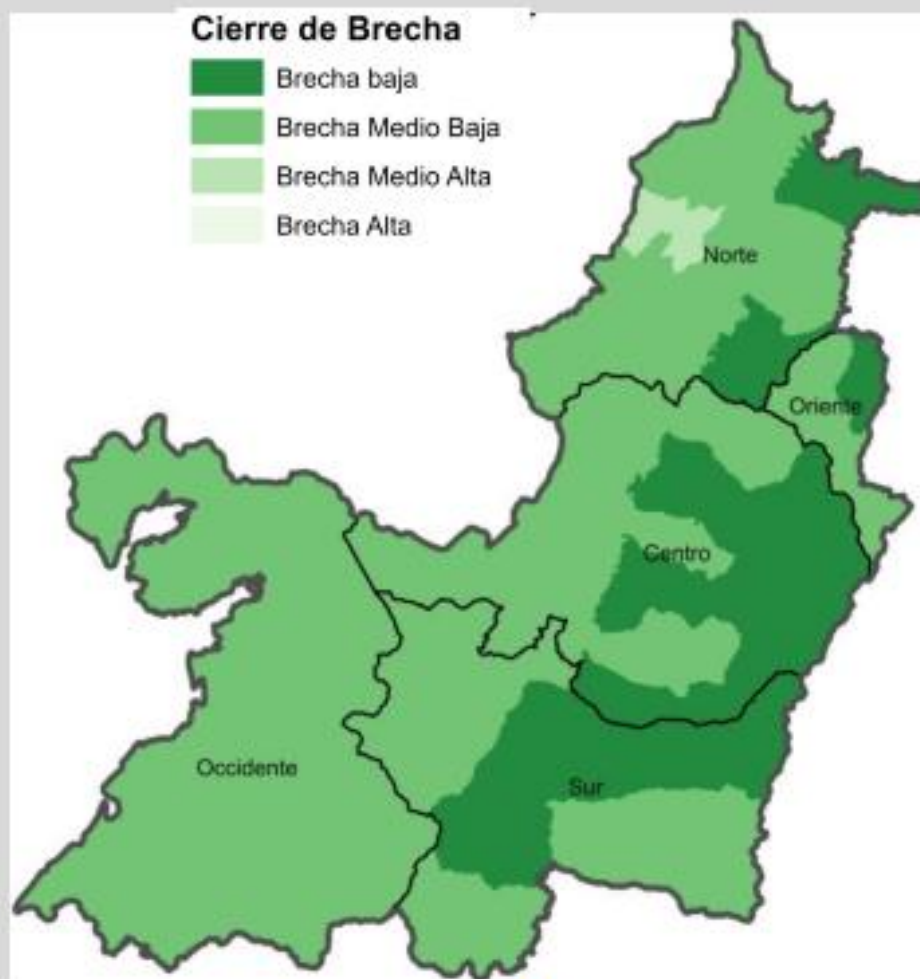 Cierre de Brecha
Brecha baja
Brecha Medio Baja
Brecha Medio Alta
Brecha Alta
Norte
Oriente
Centro
Occidente
Sur